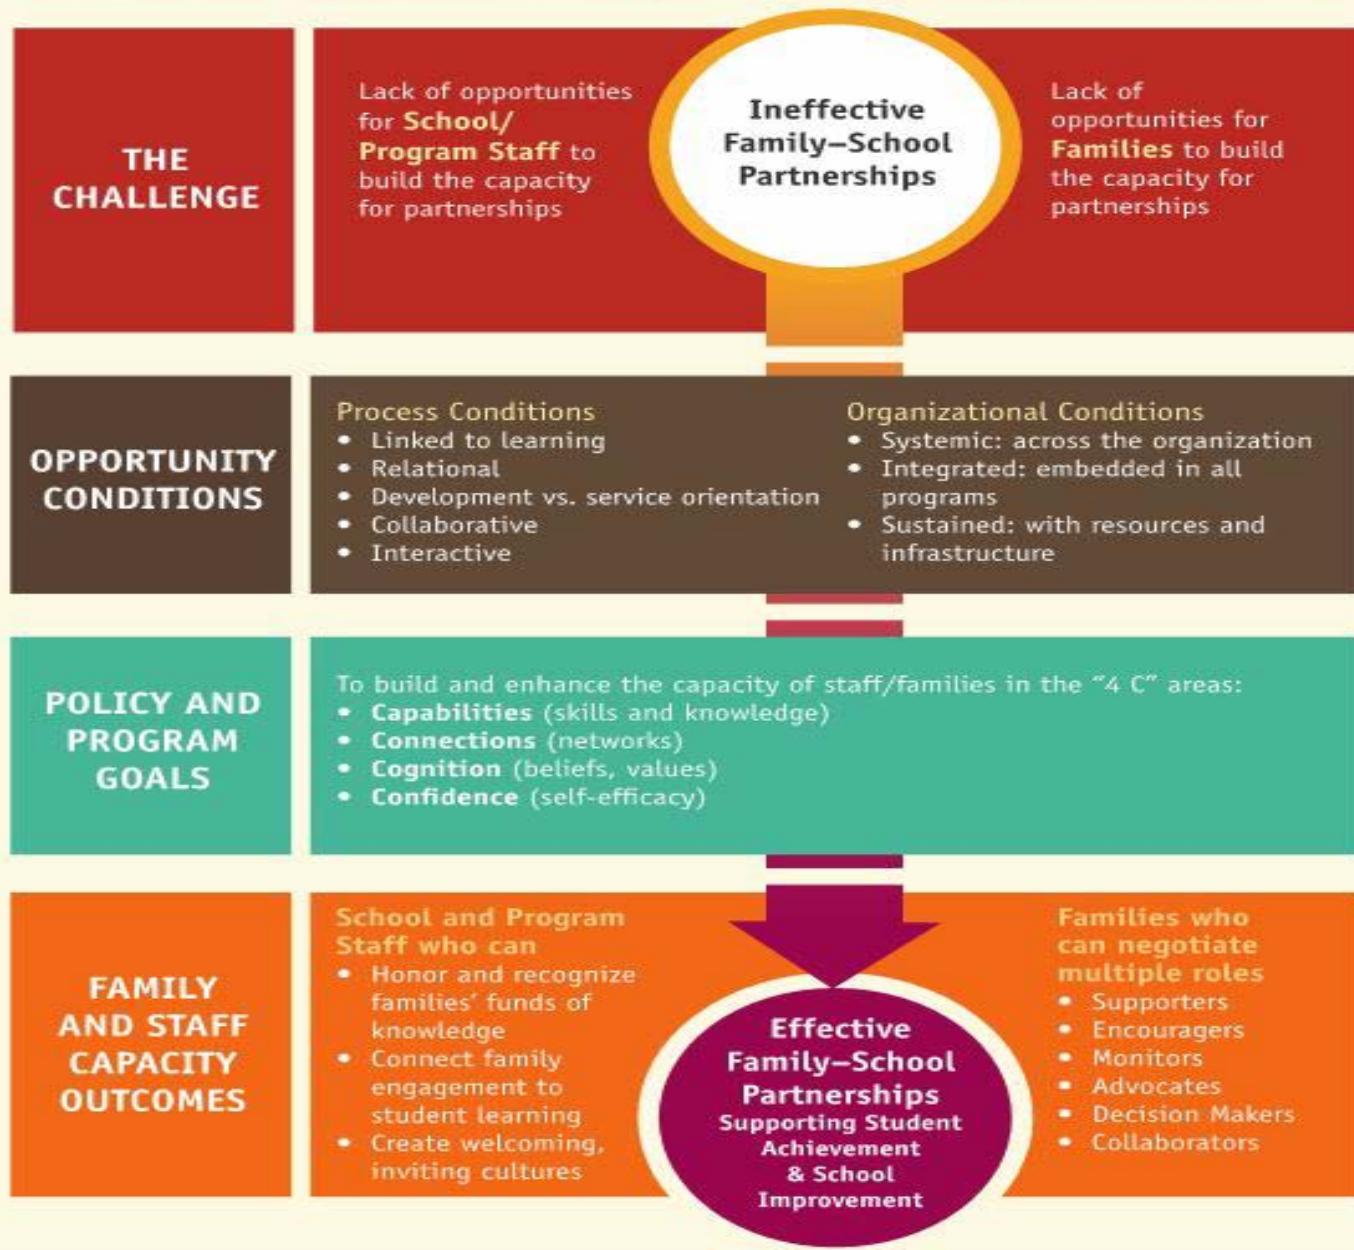 THE
CHALLENGE
Lack of opportunities
for School/
Program Staff to
build the capacity
for partnerships
Ineffective
Family–School
Partnerships
Lack of
opportunities for
Families to build
the capacity for
partnerships
OPPORTUNITY
CONDITIONS
Process Conditions
• Linked to learning
• Relational
• Development vs. service orientation
• Collaborative
• Interactive
Organizational Conditions
• Systemic: across the organization
• Integrated: embedded in all
programs
• Sustained: with resources and
infrastructure
POLICY AND
PROGRAM
GOALS
To build and enhance the capacity of staff/families in the “4 C” areas:
• Capabilities (skills and knowledge)
• Connections (networks)
• Cognition (beliefs, values)
• Confidence (self-efficacy)
FAMILY
AND STAFF
CAPACITY
OUTCOMES
School and Program
Staff who can
• Honor and recognize
families’ funds of
knowledge
• Connect family
engagement to
student learning
• Create welcoming,
inviting cultures
Effective
Family–School
Partnerships
Supporting Student
Achievement
& School
Improvement
Families who
can negotiate
multiple roles
• Supporters
• Encouragers
• Monitors
• Advocates
• Decision Makers
• Collaborators